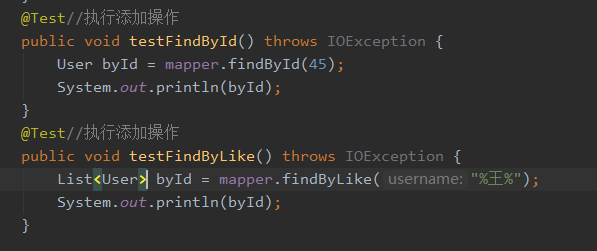 @Test//执行添加操作
public void testFindById() throws IOException {
User byId = mapper.findById(45);
System.out.println(byId);
}
@Test//执行添加操作
public void testFindByLike() throws IOException {
List<User> byId = mapper.findByLike( username: "%王%");
System.out.println(byId);
}